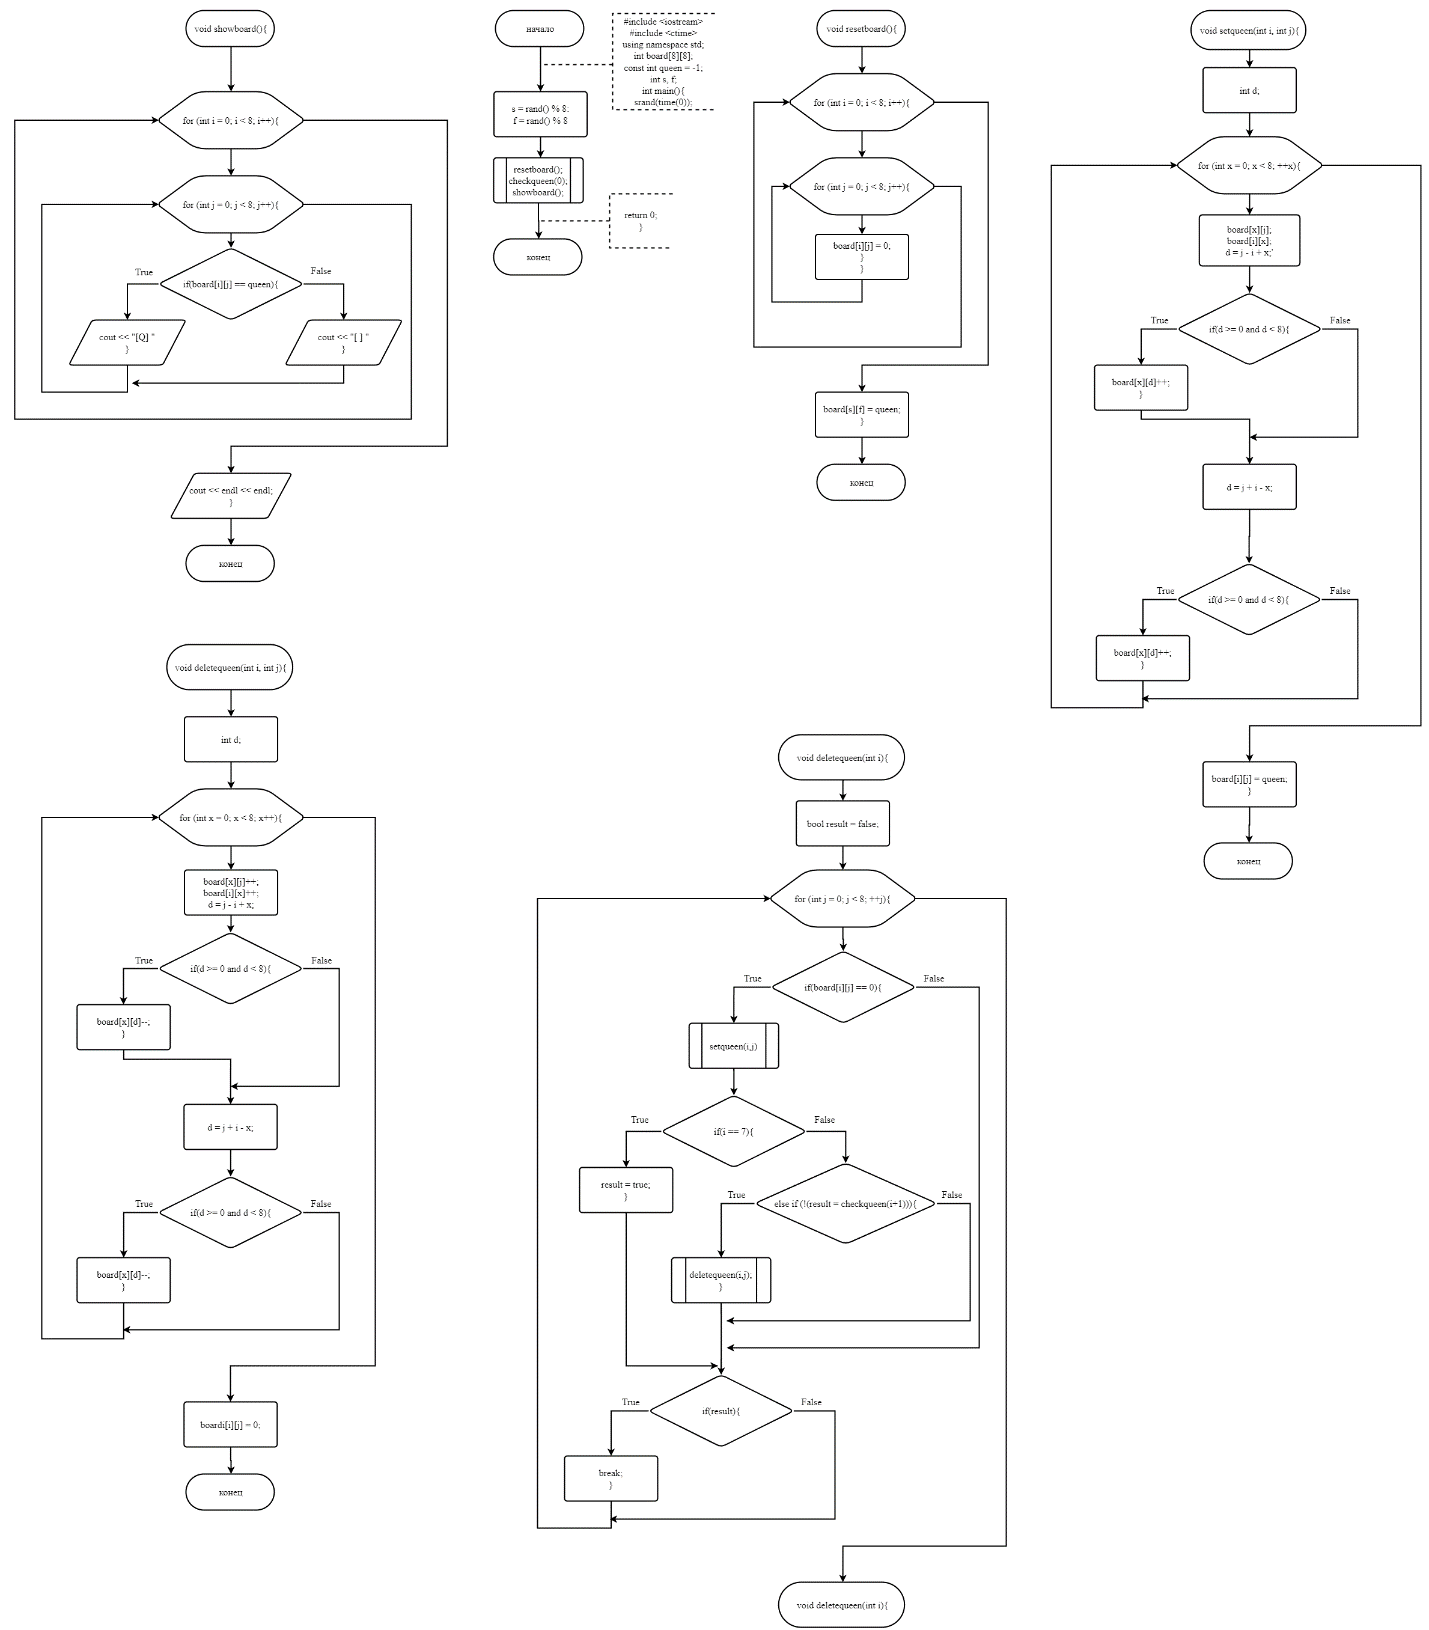 void showboard(){
for (int i = 0; i < 8; i++){
for (int j = 0; j < 8; j++){
True
False
if(board[i][j] == queen){
cout << "[Q] "
}
cout << "[ ] "
}
cout << endl << endl;
}
конец
начало
#include <iostream>
#include <ctime>
using namespace std;
int board[8][8];
const int queen = -1;
int s, f;
int main(){
srand(time(0));
s = rand() % 8:
f = rand() % 8
resetboard();
checkqueen(0);
showboard();
return 0;
}
конец
void resetboard(){
for (int i = 0; i < 8; i++){
for (int j = 0; j < 8; j++){
board[i][j] = 0;
}
}
board[s][f] = queen;
}
конец
void setqueen(int i, int j){
int d;
for (int x = 0; x < 8; ++x){
board[x][j];
board[i][x];
d = j - i + x;'
True
False
if(d >= 0 and d < 8){
board[x][d]++;
}
d = j + i - x;
True
False
if(d >= 0 and d < 8){
board[x][d]++;
}
board[i][j] = queen;
}
конец
void deletequeen(int i, int j){
int d;
for (int x = 0; x < 8; x++){
board[x][j]++;
board[i][x]++;
d = j - i + x;
True
False
if(d >= 0 and d < 8){
board[x][d]--;
}
d = j + i - x;
True
False
if(d >= 0 and d < 8){
board[x][d]--;
}
boardi[i][j] = 0;
конец
void deletequeen(int i){
bool result = false;
for (int j = 0; j < 8; ++j){
True
False
if(board[i][j] == 0){
setqueen(i,j)
True
False
if(i == 7){
result = true;
}
True
False
else if (!(result = checkqueen(i+1))){
deletequeen(i,j);
}
True
False
if(result){
break;
}
void deletequeen(int i){